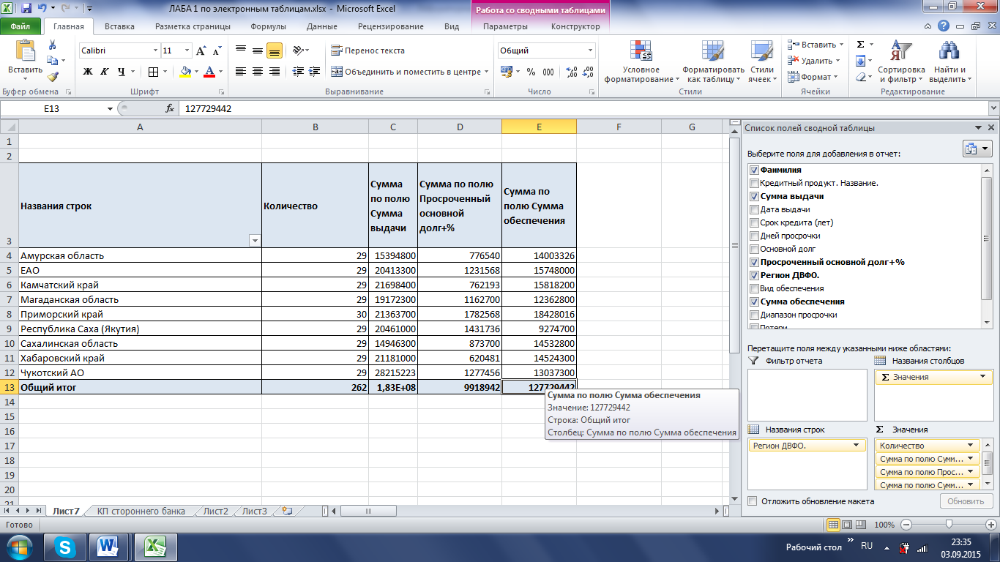 ЛАБА 1 по электронным таблицам.xlsx - Microsoft Excel
Работа со сводными таблицами
Файл Главная Вставка Разметка страницы Формулы Данные Рецензирование Вид Параметры Конструктор
Вставить
Буфер обмена
Calibri 11
Ж К Ч
Шрифт
Перенос текста
Объединить и поместить в центре
Выравнивание
Общий
% 000
Число
Условное форматирование
Форматировать как таблицу
Стили ячеек
Стили
Вставить
Удалить
Формат
Ячейки
Σ
Сортировка и фильтр
Найти и выделить
Редактирование
E13 fx 127729442
A B C D E F G
1
2
3 Названия строк Количество Сумма по полю Сумма выдачи Сумма по полю Просроченный основной долг+% Сумма по полю Сумма обеспечения
4 Амурская область 29 15394800 776540 14003326
5 ЕАО 29 20413300 1231568 15748000
6 Камчатский край 29 21698400 762193 15818200
7 Магаданская область 29 19172300 1162700 12362800
8 Приморский край 30 21363700 1782568 18428016
9 Республика Саха (Якутия) 29 20461000 1431736 9274700
10 Сахалинская область 29 14946300 873700 14532800
11 Хабаровский край 29 21181000 620481 14524300
12 Чукотский АО 29 28215223 1277456 13037300
13 Общий итог 262 1,83E+08 9918942 127729442
14
15
16
17
18
19
20
21
Сумма по полю Сумма обеспечения
Значение: 127729442
Строка: Общий итог
Столбец: Сумма по полю Сумма обеспечения
Список полей сводной таблицы
Выберите поля для добавления в отчет:
Фаимилия
Кредитный продукт. Название.
Сумма выдачи
Дата выдачи
Срок кредита (лет)
Дней просрочки
Основной долг
Просроченный основной долг+%
Регион ДВФО.
Вид обеспечения
Сумма обеспечения
Диапазон просрочки
Потери
Перетащите поля между указанными ниже областями:
Фильтр отчета
Названия столбцов
Σ Значения
Названия строк
Регион ДВФО.
Σ Значения
Количество
Сумма по полю Сумм...
Сумма по полю Прос...
Сумма по полю Сумм...
Отложить обновление макета Обновить
Лист7 КП стороннего банка Лист2 Лист3
Готово 100%
Рабочий стол » RU 23:35
03.09.2015